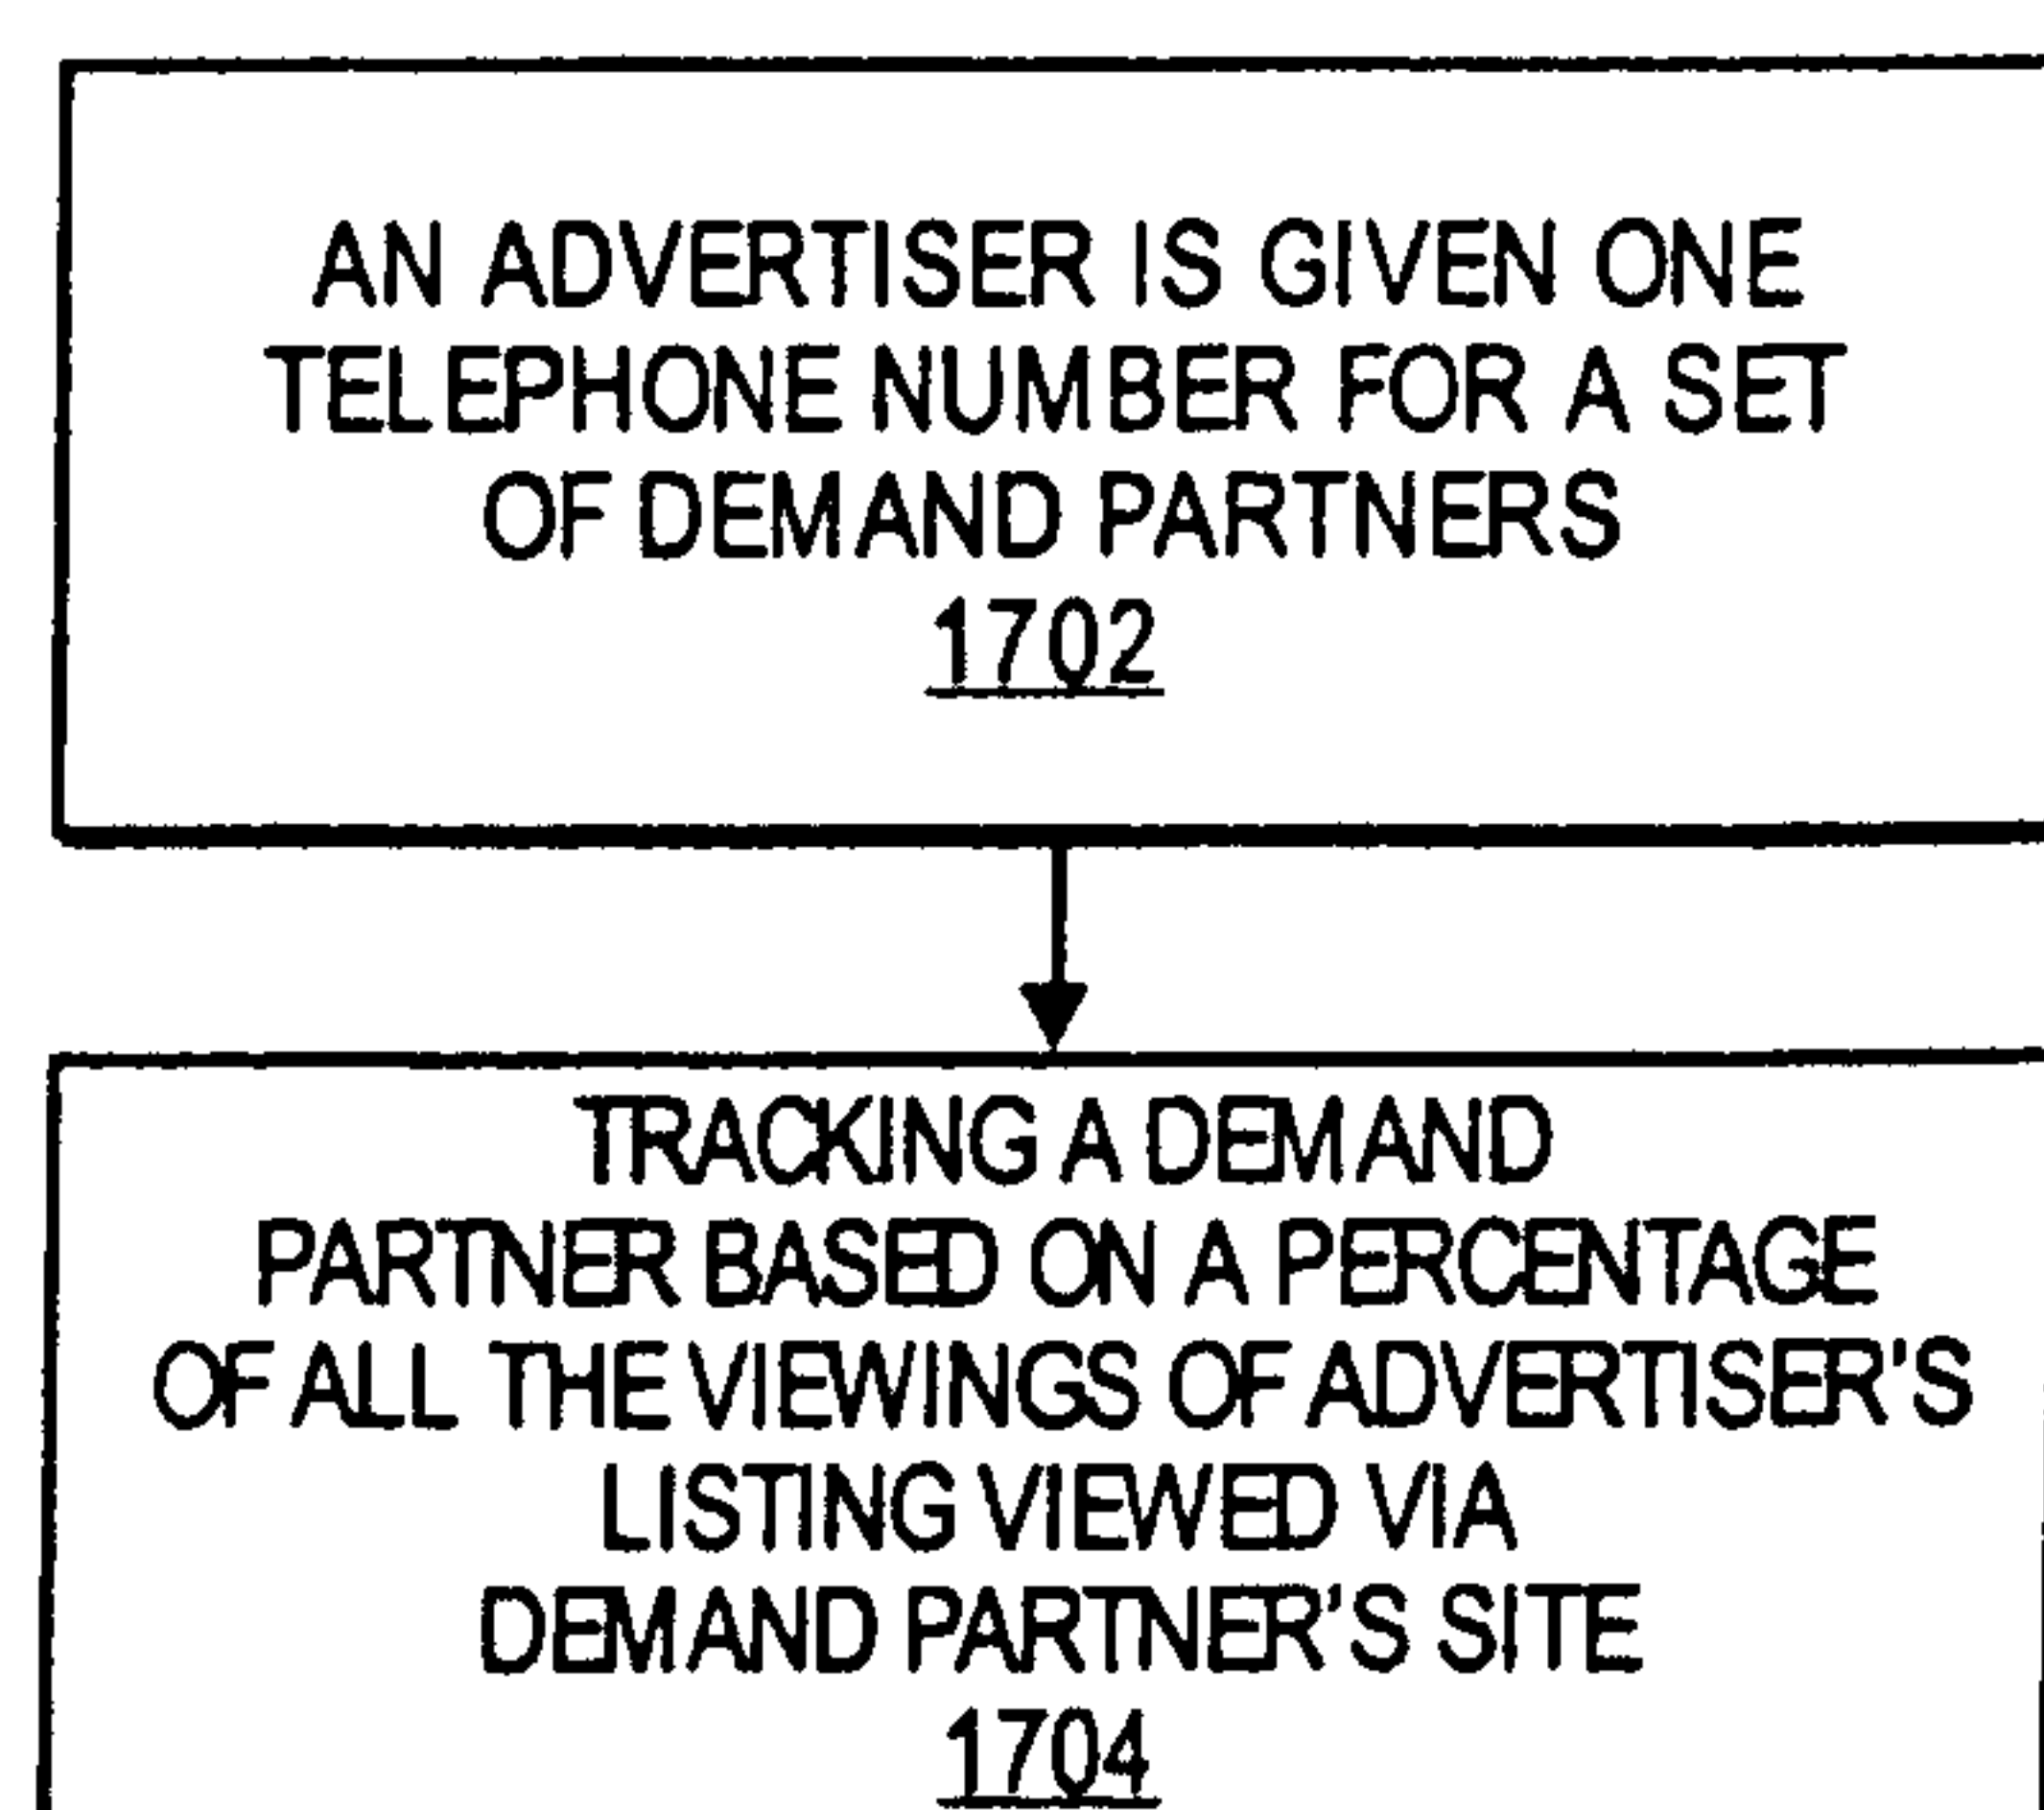 AN ADVERTISER IS GIVEN ONE
TELEPHONE NUMBER FOR A SET
OF DEMAND PARTNERS
1702
TRACKING A DEMAND
PARTNER BASED ON A PERCENTAGE
OF ALL THE VIEWINGS OF ADVERTISER'S
LISTING VIEWED VIA
DEMAND PARTNER'S SITE
1704